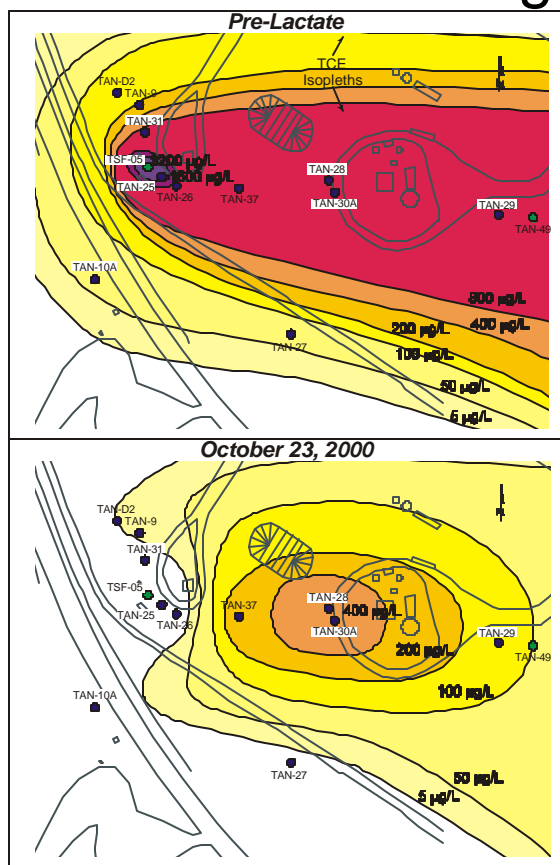 Pre-Lactate
TCE
Isopleths
TAN-D2
TAN-9
TAN-31
TSF-05
3200 µg/L
1600 µg/L
TAN-25
TAN-26
TAN-37
TAN-28
TAN-30A
TAN-29
TAN-49
TAN-10A
TAN-27
800 µg/L
400 µg/L
200 µg/L
100 µg/L
50 µg/L
5 µg/L
October 23, 2000
TAN-D2
TAN-9
TAN-31
TSF-05
TAN-25
TAN-26
TAN-37
TAN-28
400 µg/L
TAN-30A
200 µg/L
TAN-29
TAN-49
100 µg/L
TAN-10A
TAN-27
50 µg/L
5 µg/L